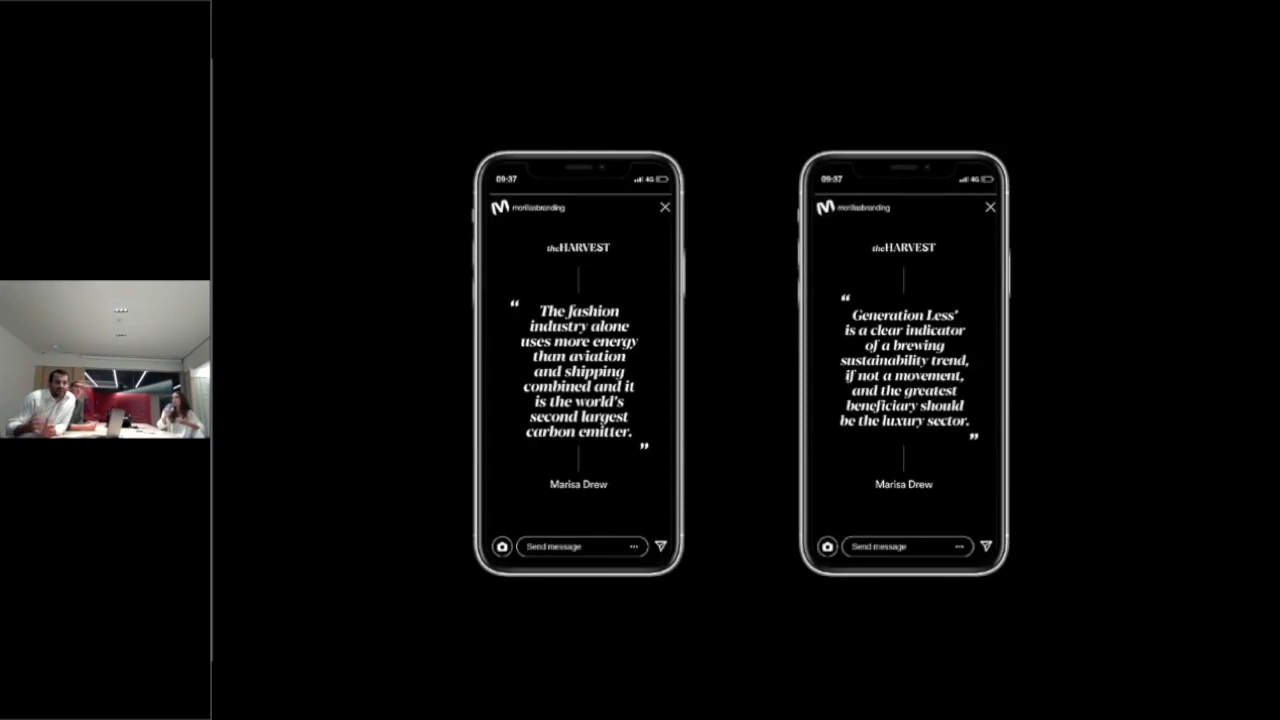 09:37
4G
morillasbranding
theHARVEST
“
The fashion
industry alone
uses more energy
than aviation
and shipping
combined and it
is the world's
second largest
carbon emitter.
”
Marisa Drew
Send message
09:37
4G
morillasbranding
theHARVEST
“
Generation Less'
is a clear indicator
of a brewing
sustainability trend,
if not a movement,
and the greatest
beneficiary should
be the luxury sector.
”
Marisa Drew
Send message